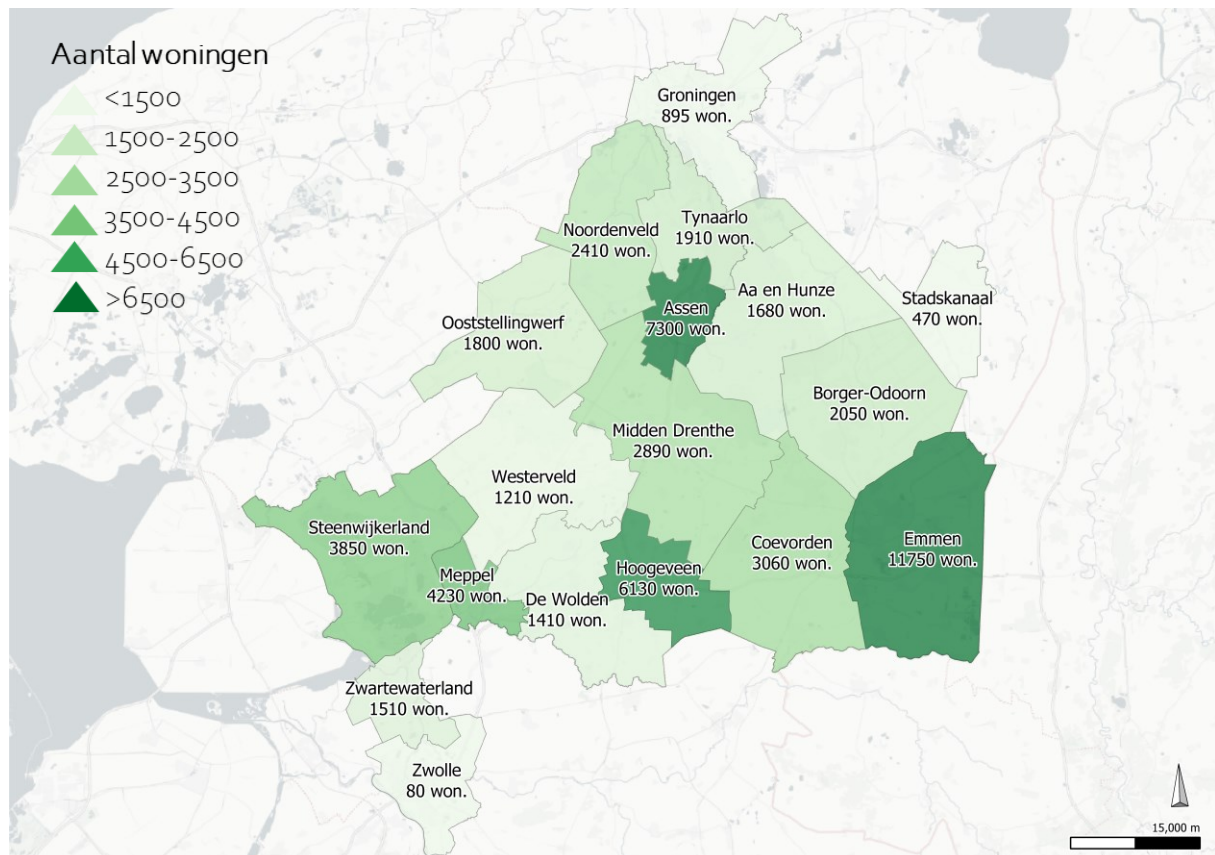 Aantal woningen
<1500
1500-2500
2500-3500
3500-4500
4500-6500
>6500
Groningen
895 won.
Noordenveld
2410 won.
Tynaarlo
1910 won.
Assen
7300 won.
Aa en Hunze
1680 won.
Stadskanaal
470 won.
Ooststellingwerf
1800 won.
Borger-Odoorn
2050 won.
Midden Drenthe
2890 won.
Westerveld
1210 won.
Steenwijkerland
3850 won.
Meppel
4230 won.
De Wolden
1410 won.
Hoogeveen
6130 won.
Coevorden
3060 won.
Emmen
11750 won.
Zwartewaterland
1510 won.
Zwolle
80 won.
15,000 m